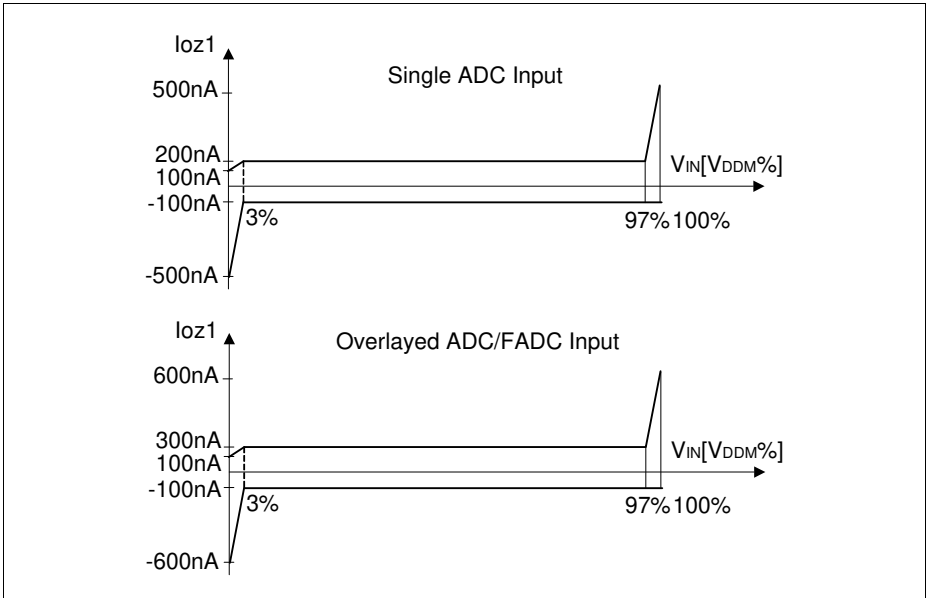 Ioz1
Single ADC Input
500nA
200nA
VIN[VDDM%]
100nA
-100nA
3%
97% 100%
-500nA
Ioz1
Overlayed ADC/FADC Input
600nA
300nA
VIN[VDDM%]
100nA
-100nA
3%
97% 100%
-600nA